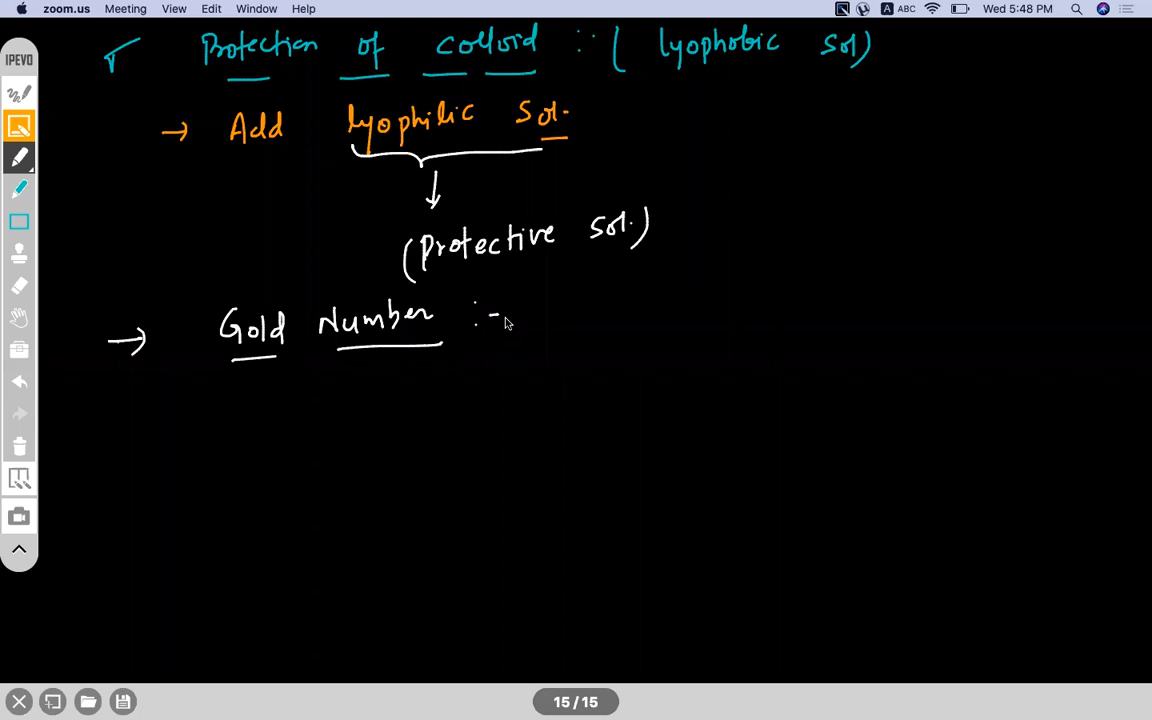 zoom.us Meeting View Edit Window Help A ABC Wed 5:48 PM
IPEVO
Protection of colloid :: ( lyophobic sol)
→ Add lyophilic Sol.
(Protective sol.)
→ Gold Number :-
15 / 15